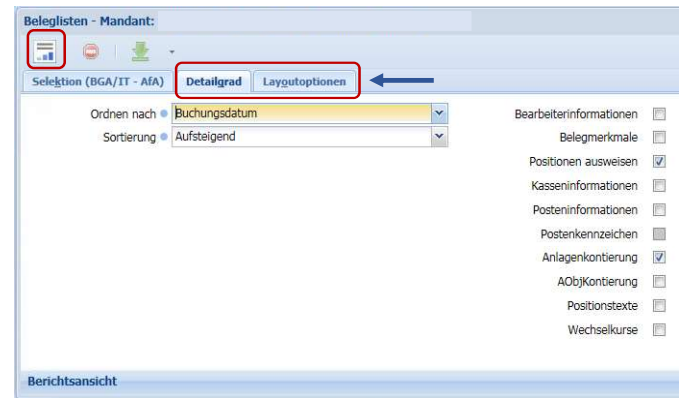 Beleglisten - Mandant:
Selektion (BGA/IT - AfA) Detailgrad Layoutoptionen
Ordnen nach Buchungsdatum
Sortierung Aufsteigend
Bearbeiterinformationen
Belegmerkmale
Positionen ausweisen
Kasseninformationen
Posteninformationen
Postenkennzeichen
Anlagenkontierung
AObjKontierung
Positionstexte
Wechselkurse
Berichtsansicht